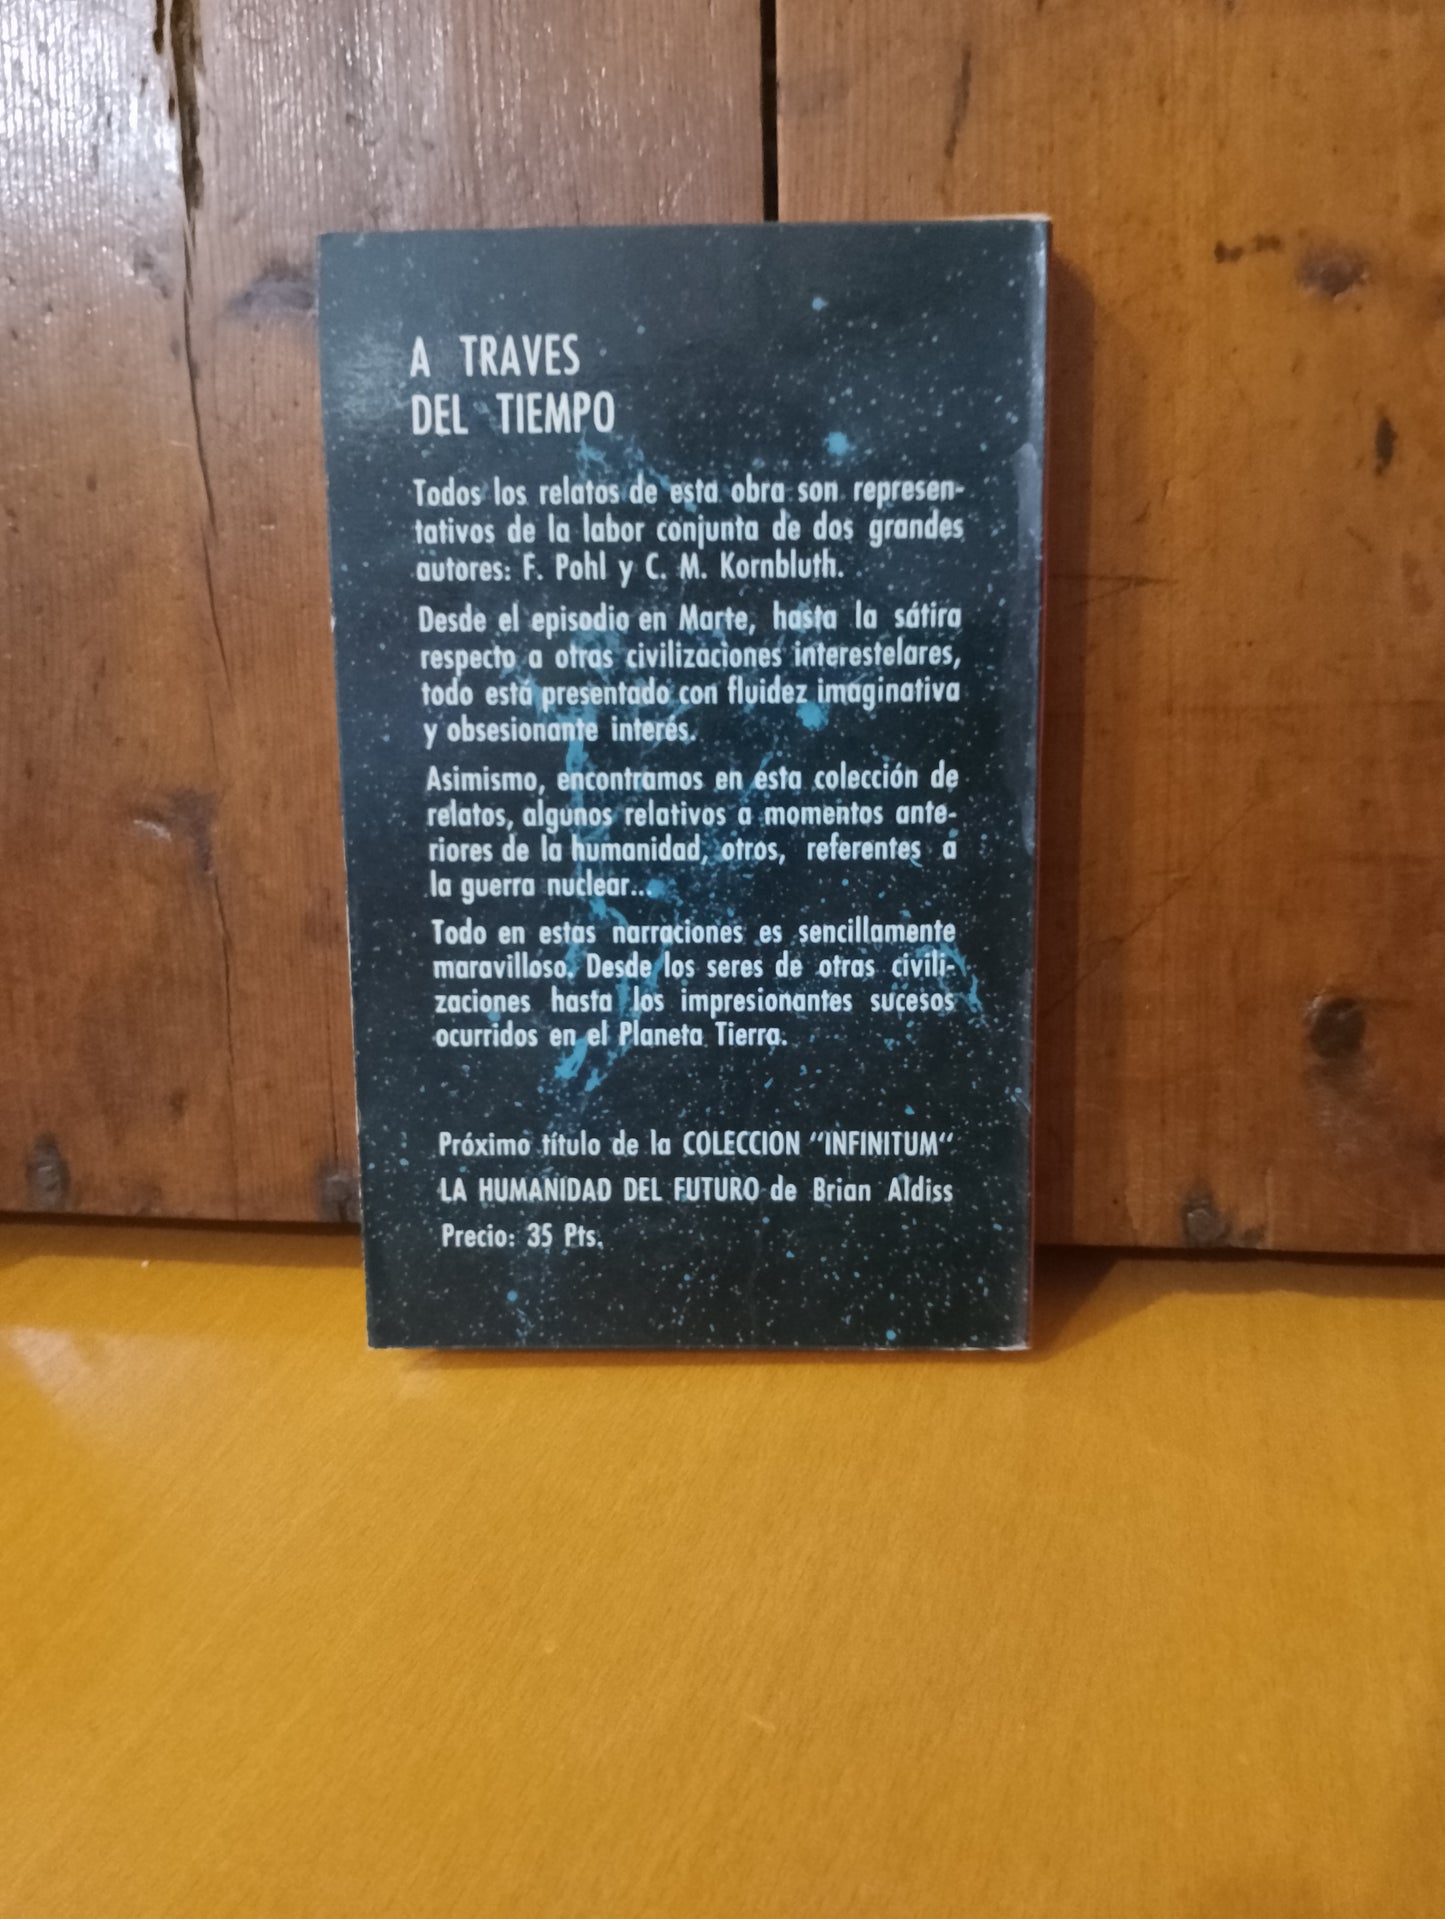 A TRAVES
DEL TIEMPO
Todos los relatos de esta obra son represen-
tativos de la labor conjunta de dos grandes
autores: F. Pohl y C. M. Kornbluth.
Desde el episodio en Marte, hasta la sátira
respecto a otras civilizaciones interestelares,
todo está presentado con fluidez imaginativa
y obsesionante interés.
Asimismo, encontramos en esta colección de
relatos, algunos relativos a momentos ante-
riores de la humanidad, otros, referentes a
la guerra nuclear...
Todo en estas narraciones es sencillamente
maravilloso. Desde los seres de otras civili-
zaciones hasta los impresionantes sucesos
ocurridos en el Planeta Tierra.
Próximo título de la COLECCION "INFINITUM"
LA HUMANIDAD DEL FUTURO de Brian Aldiss
Precio: 35 Pts.